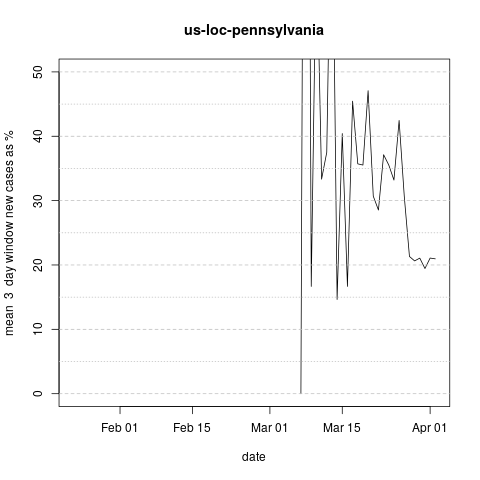 us-loc-pennsylvania
mean 3 day window new cases as %
50
40
30
20
10
0
Feb 01
Feb 15
Mar 01
Mar 15
Apr 01
date